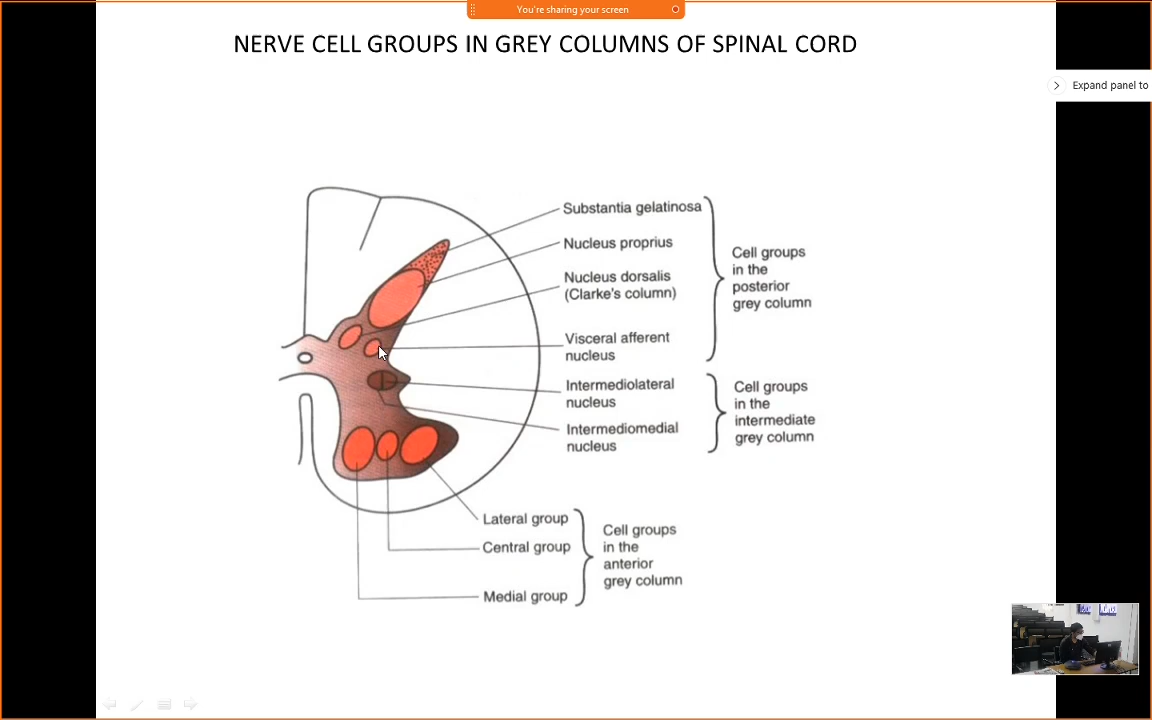 You're sharing your screen
NERVE CELL GROUPS IN GREY COLUMNS OF SPINAL CORD
Expand panel to
Substantia gelatinosa
Nucleus proprius
Nucleus dorsalis
(Clarke's column)
Visceral afferent
nucleus
Cell groups
in the
posterior
grey column
Intermediolateral
nucleus
Intermediomedial
nucleus
Cell groups
in the
intermediate
grey column
Lateral group
Central group
Medial group
Cell groups
in the
anterior
grey column